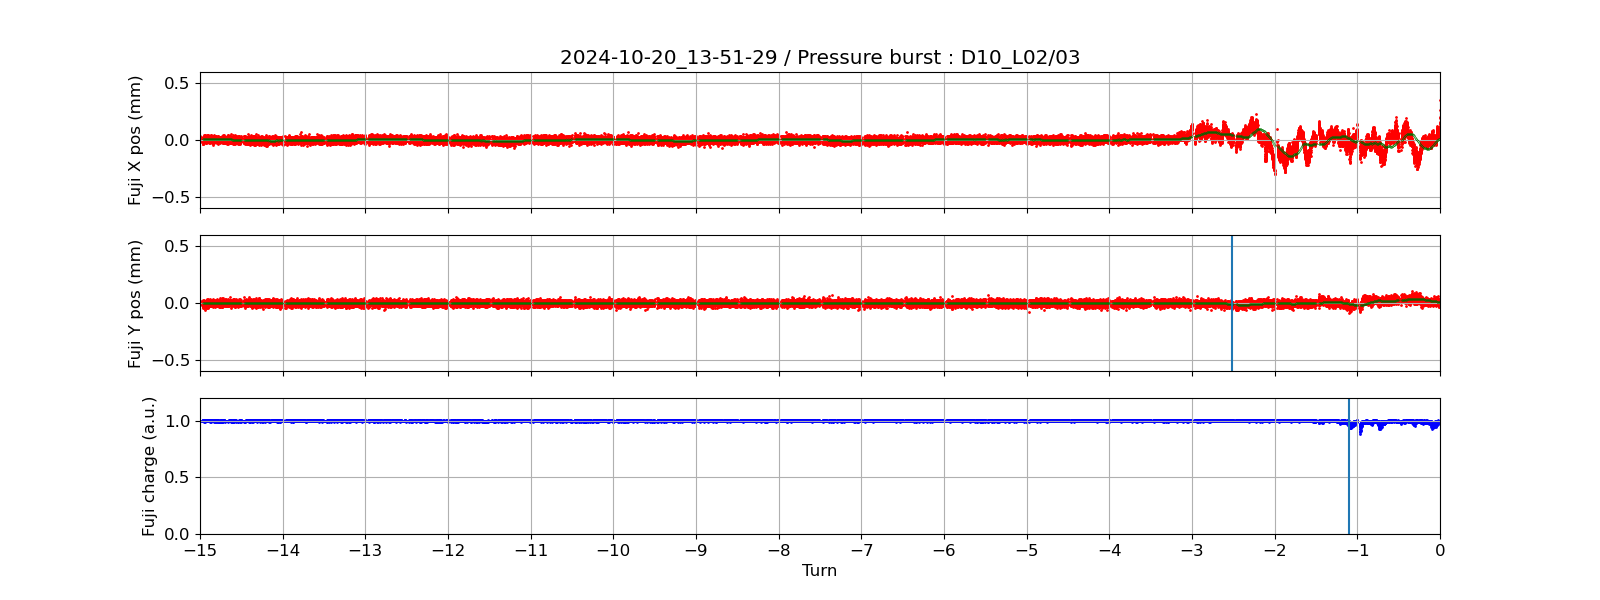 2024-10-20_13-51-29 / Pressure burst : D10_L02/03
Fuji X pos (mm)
0.5
0.0
−0.5
Fuji Y pos (mm)
0.5
0.0
−0.5
Fuji charge (a.u.)
1.0
0.5
0.0
−15 −14 −13 −12 −11 −10 −9 −8 −7 −6 −5 −4 −3 −2 −1 0
Turn